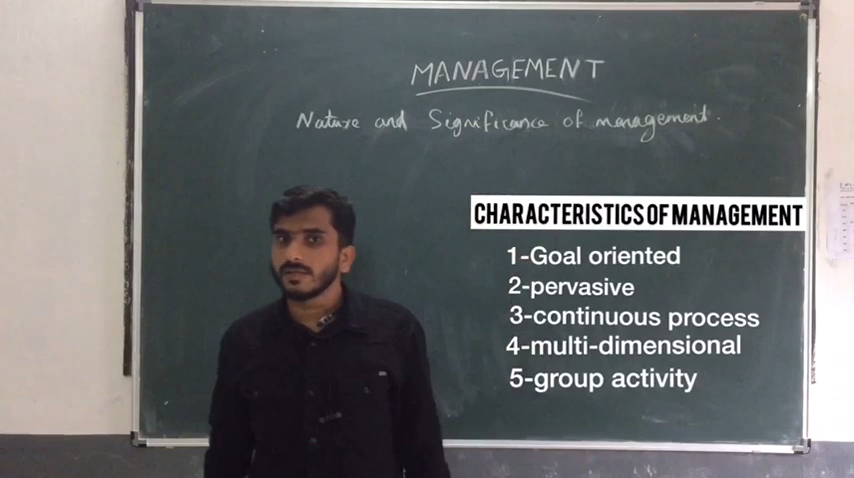 MANAGEMENT
Nature and Significance of management.
CHARACTERISTICS OF MANAGEMENT
1-Goal oriented
2-pervasive
3-continuous process
4-multi-dimensional
5-group activity